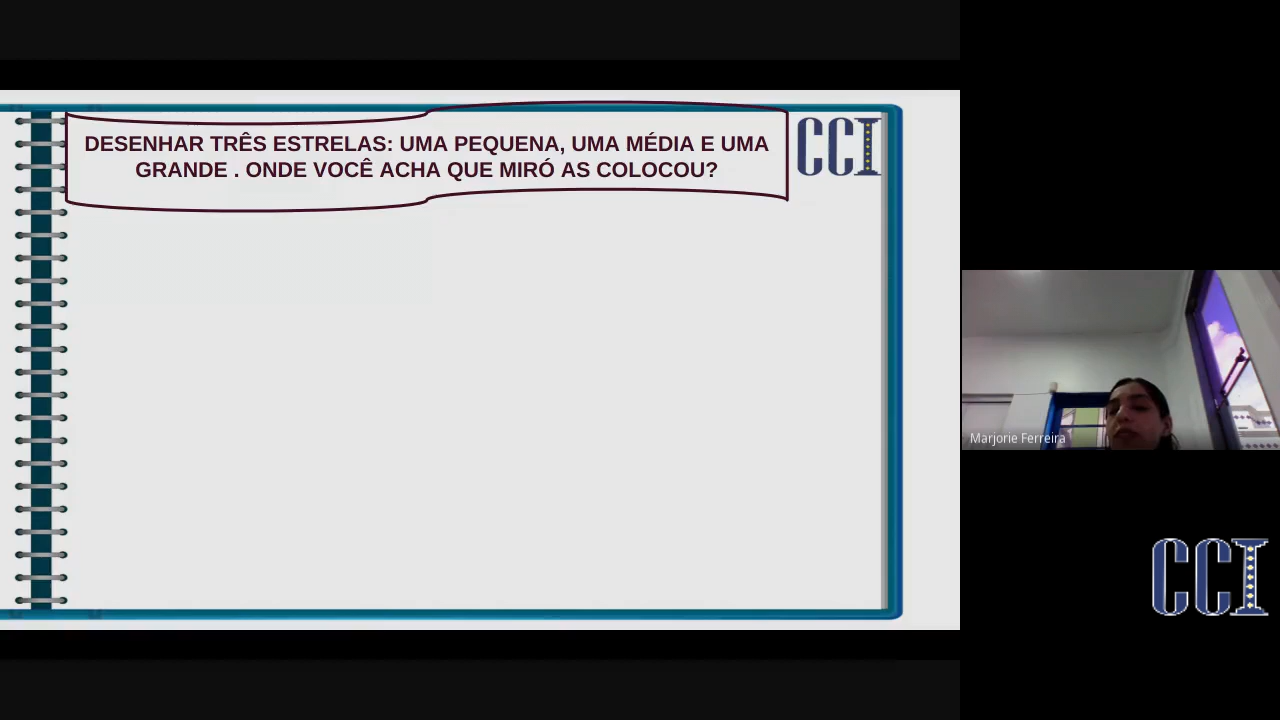 DESENHAR TRÊS ESTRELAS: UMA PEQUENA, UMA MÉDIA E UMA
GRANDE . ONDE VOCÊ ACHA QUE MIRÓ AS COLOCOU?
CCI
Marjorie Ferreira
CCI